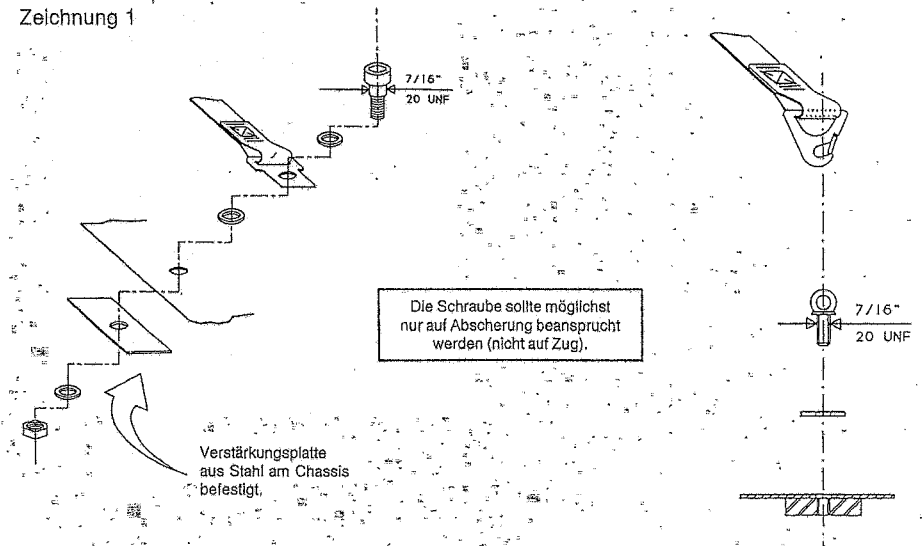 Zeichnung 1
7/16"
20 UNF
Die Schraube sollte möglichst
nur auf Abscherung beansprucht
werden (nicht auf Zug).
7/16"
20 UNF
Verstärkungsplatte
aus Stahl am Chassis
befestigt.